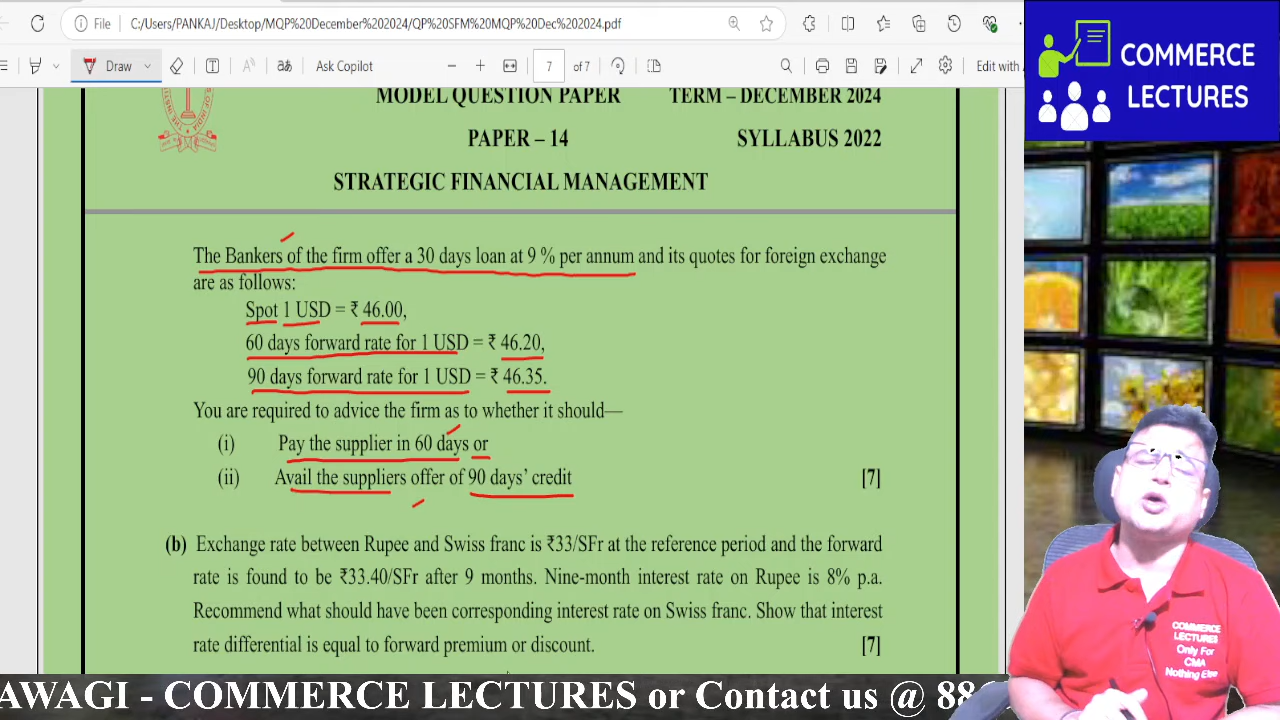 File C:/Users/PANKAJ/Desktop/MQP%20December%202024/QP%20SFM%20MQP%20Dec%202024.pdf
Draw
Ask Copilot
7 of 7
Edit with
COMMERCE
LECTURES
MODEL QUESTION PAPER TERM – DECEMBER 2024
PAPER – 14 SYLLABUS 2022
STRATEGIC FINANCIAL MANAGEMENT
The Bankers of the firm offer a 30 days loan at 9 % per annum and its quotes for foreign exchange
are as follows:
Spot 1 USD = ₹ 46.00,
60 days forward rate for 1 USD = ₹ 46.20,
90 days forward rate for 1 USD = ₹ 46.35.
You are required to advice the firm as to whether it should—
(i) Pay the supplier in 60 days or
(ii) Avail the suppliers offer of 90 days’ credit [7]
(b) Exchange rate between Rupee and Swiss franc is ₹33/SFr at the reference period and the forward
rate is found to be ₹33.40/SFr after 9 months. Nine-month interest rate on Rupee is 8% p.a.
Recommend what should have been corresponding interest rate on Swiss franc. Show that interest
rate differential is equal to forward premium or discount. [7]
COMMERCE
LECTURES
Only For
CMA
Nothing Else
AWAGI - COMMERCE LECTURES or Contact us @ 88